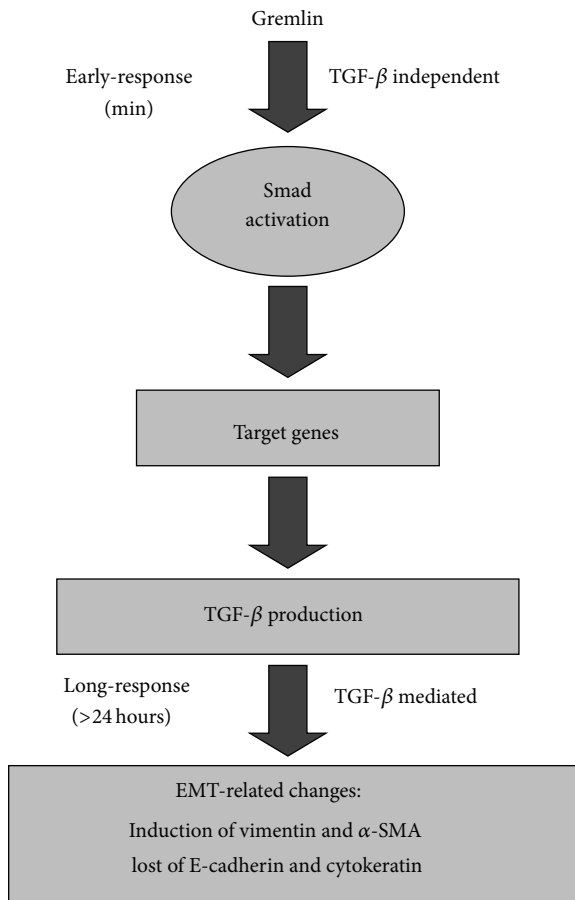 Gremlin
Early-response
(min)
TGF-β independent
Smad
activation
Target genes
TGF-β production
Long-response
(>24 hours)
TGF-β mediated
EMT-related changes:
Induction of vimentin and α-SMA
lost of E-cadherin and cytokeratin